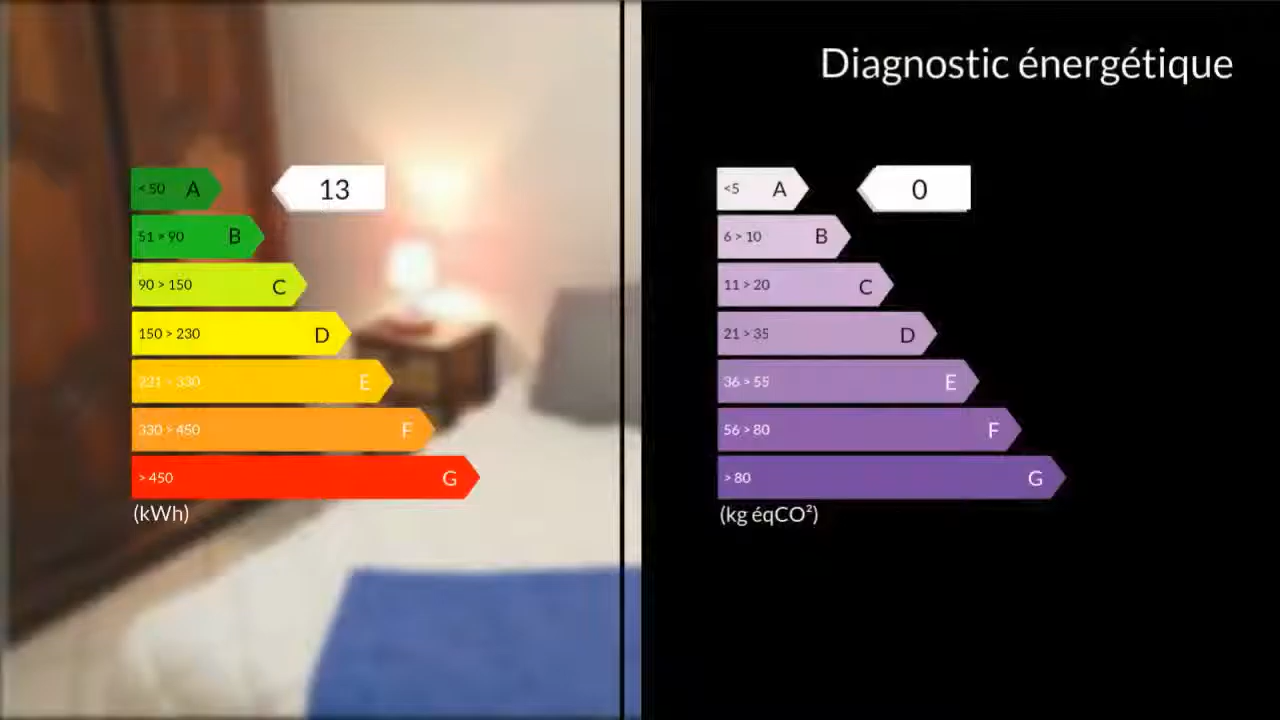 Diagnostic énergétique
< 50 A 13
51 > 90 B
90 > 150 C
150 > 230 D
221 > 330 E
330 > 450 F
> 450 G
(kWh)
<5 A 0
6 > 10 B
11 > 20 C
21 > 35 D
36 > 55 E
56 > 80 F
> 80 G
(kg éqCO²)